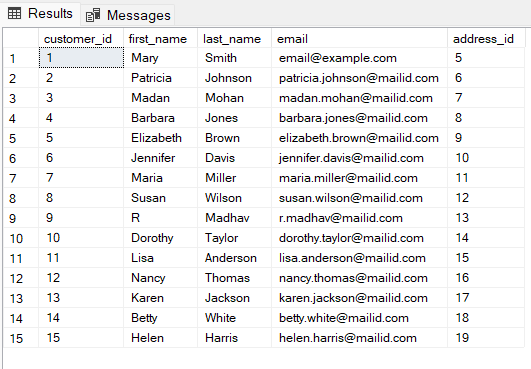 Results Messages
customer_id first_name last_name email address_id
1 1 Mary Smith email@example.com 5
2 2 Patricia Johnson patricia.johnson@mailid.com 6
3 3 Madan Mohan madan.mohan@mailid.com 7
4 4 Barbara Jones barbara.jones@mailid.com 8
5 5 Elizabeth Brown elizabeth.brown@mailid.com 9
6 6 Jennifer Davis jennifer.davis@mailid.com 10
7 7 Maria Miller maria.miller@mailid.com 11
8 8 Susan Wilson susan.wilson@mailid.com 12
9 9 R Madhav r.madhav@mailid.com 13
10 10 Dorothy Taylor dorothy.taylor@mailid.com 14
11 11 Lisa Anderson lisa.anderson@mailid.com 15
12 12 Nancy Thomas nancy.thomas@mailid.com 16
13 13 Karen Jackson karen.jackson@mailid.com 17
14 14 Betty White betty.white@mailid.com 18
15 15 Helen Harris helen.harris@mailid.com 19